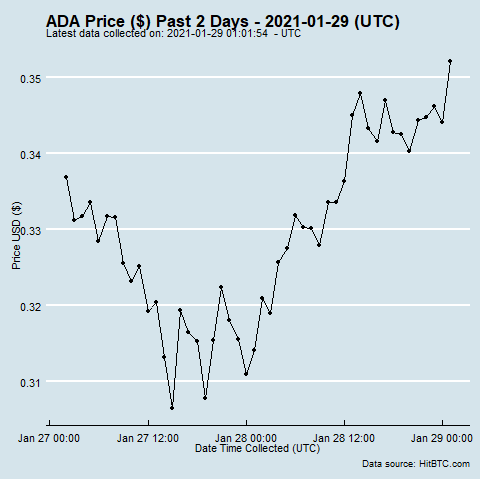 ADA Price ($) Past 2 Days - 2021-01-29 (UTC)
Latest data collected on: 2021-01-29 01:01:54  - UTC
0.35
0.34
0.33
0.32
0.31
Price USD ($)
Jan 27 00:00
Jan 27 12:00
Jan 28 00:00
Jan 28 12:00
Jan 29 00:00
Date Time Collected (UTC)
Data source: HitBTC.com